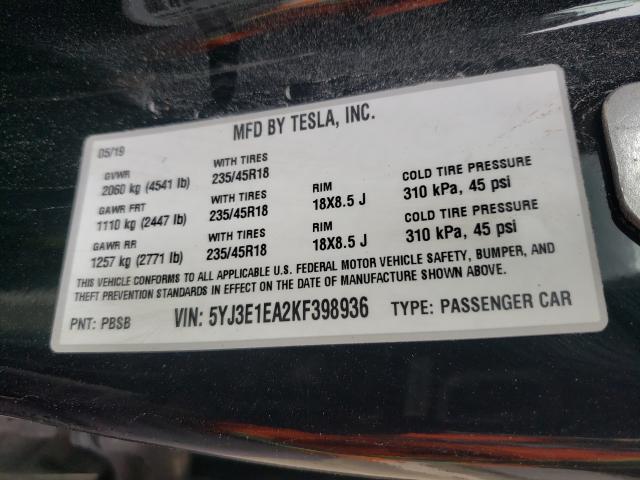 MFD BY TESLA, INC.
05/19
GVWR WITH TIRES
2060 kg (4541 lb) 235/45R18 RIM COLD TIRE PRESSURE
GAWR FRT WITH TIRES 18X8.5 J 310 kPa, 45 psi
1110 kg (2447 lb) 235/45R18 RIM COLD TIRE PRESSURE
GAWR RR WITH TIRES 18X8.5 J 310 kPa, 45 psi
1257 kg (2771 lb) 235/45R18
THIS VEHICLE CONFORMS TO ALL APPLICABLE U.S. FEDERAL MOTOR VEHICLE SAFETY, BUMPER, AND
THEFT PREVENTION STANDARDS IN EFFECT ON THE DATE OF MANUFACTURE SHOWN ABOVE.
PNT: PBSB VIN: 5YJ3E1EA2KF398936 TYPE: PASSENGER CAR